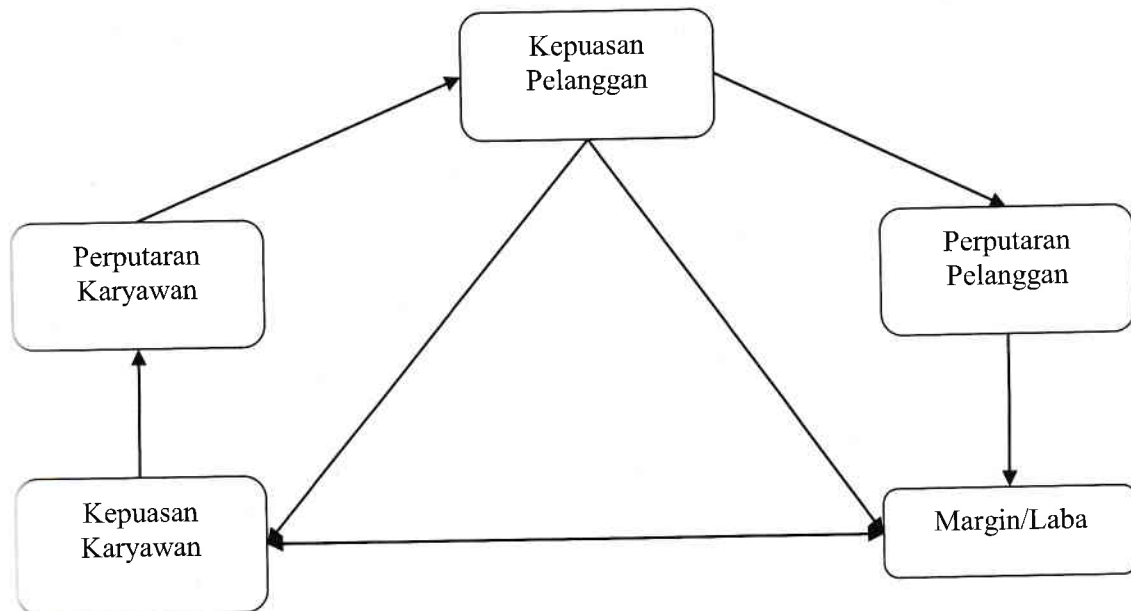 Kepuasan
Pelanggan
Perputaran
Karyawan
Perputaran
Pelanggan
Kepuasan
Karyawan
Margin/Laba